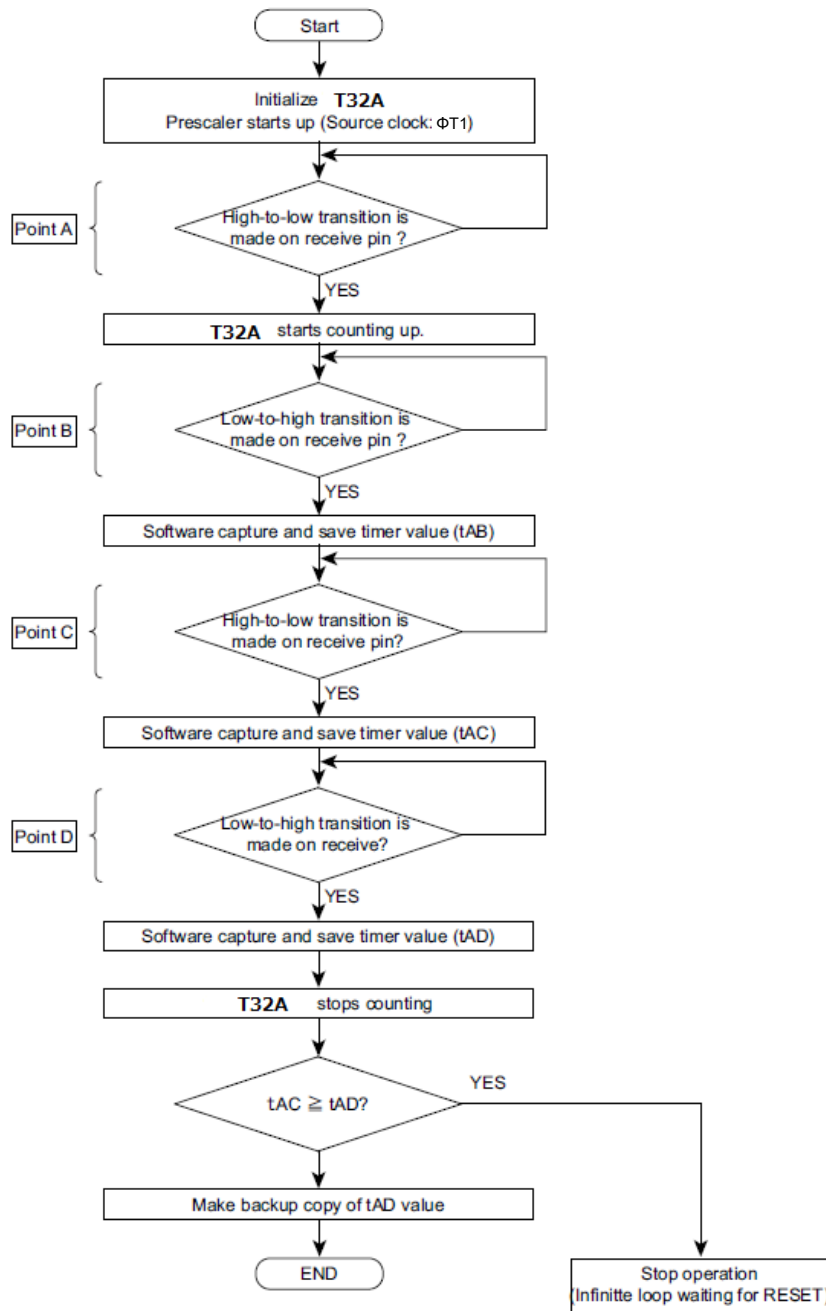 Start
Initialize T32A
Prescaler starts up (Source clock: ΦT1)
Point A
High-to-low transition is
made on receive pin ?
YES
T32A starts counting up.
Point B
Low-to-high transition is
made on receive pin ?
YES
Software capture and save timer value (tAB)
Point C
High-to-low transition is
made on receive pin?
YES
Software capture and save timer value (tAC)
Point D
Low-to-high transition is
made on receive?
YES
Software capture and save timer value (tAD)
T32A stops counting
tAC ≧ tAD?
YES
Make backup copy of tAD value
END
Stop operation
(Infinitte loop waiting for RESET)